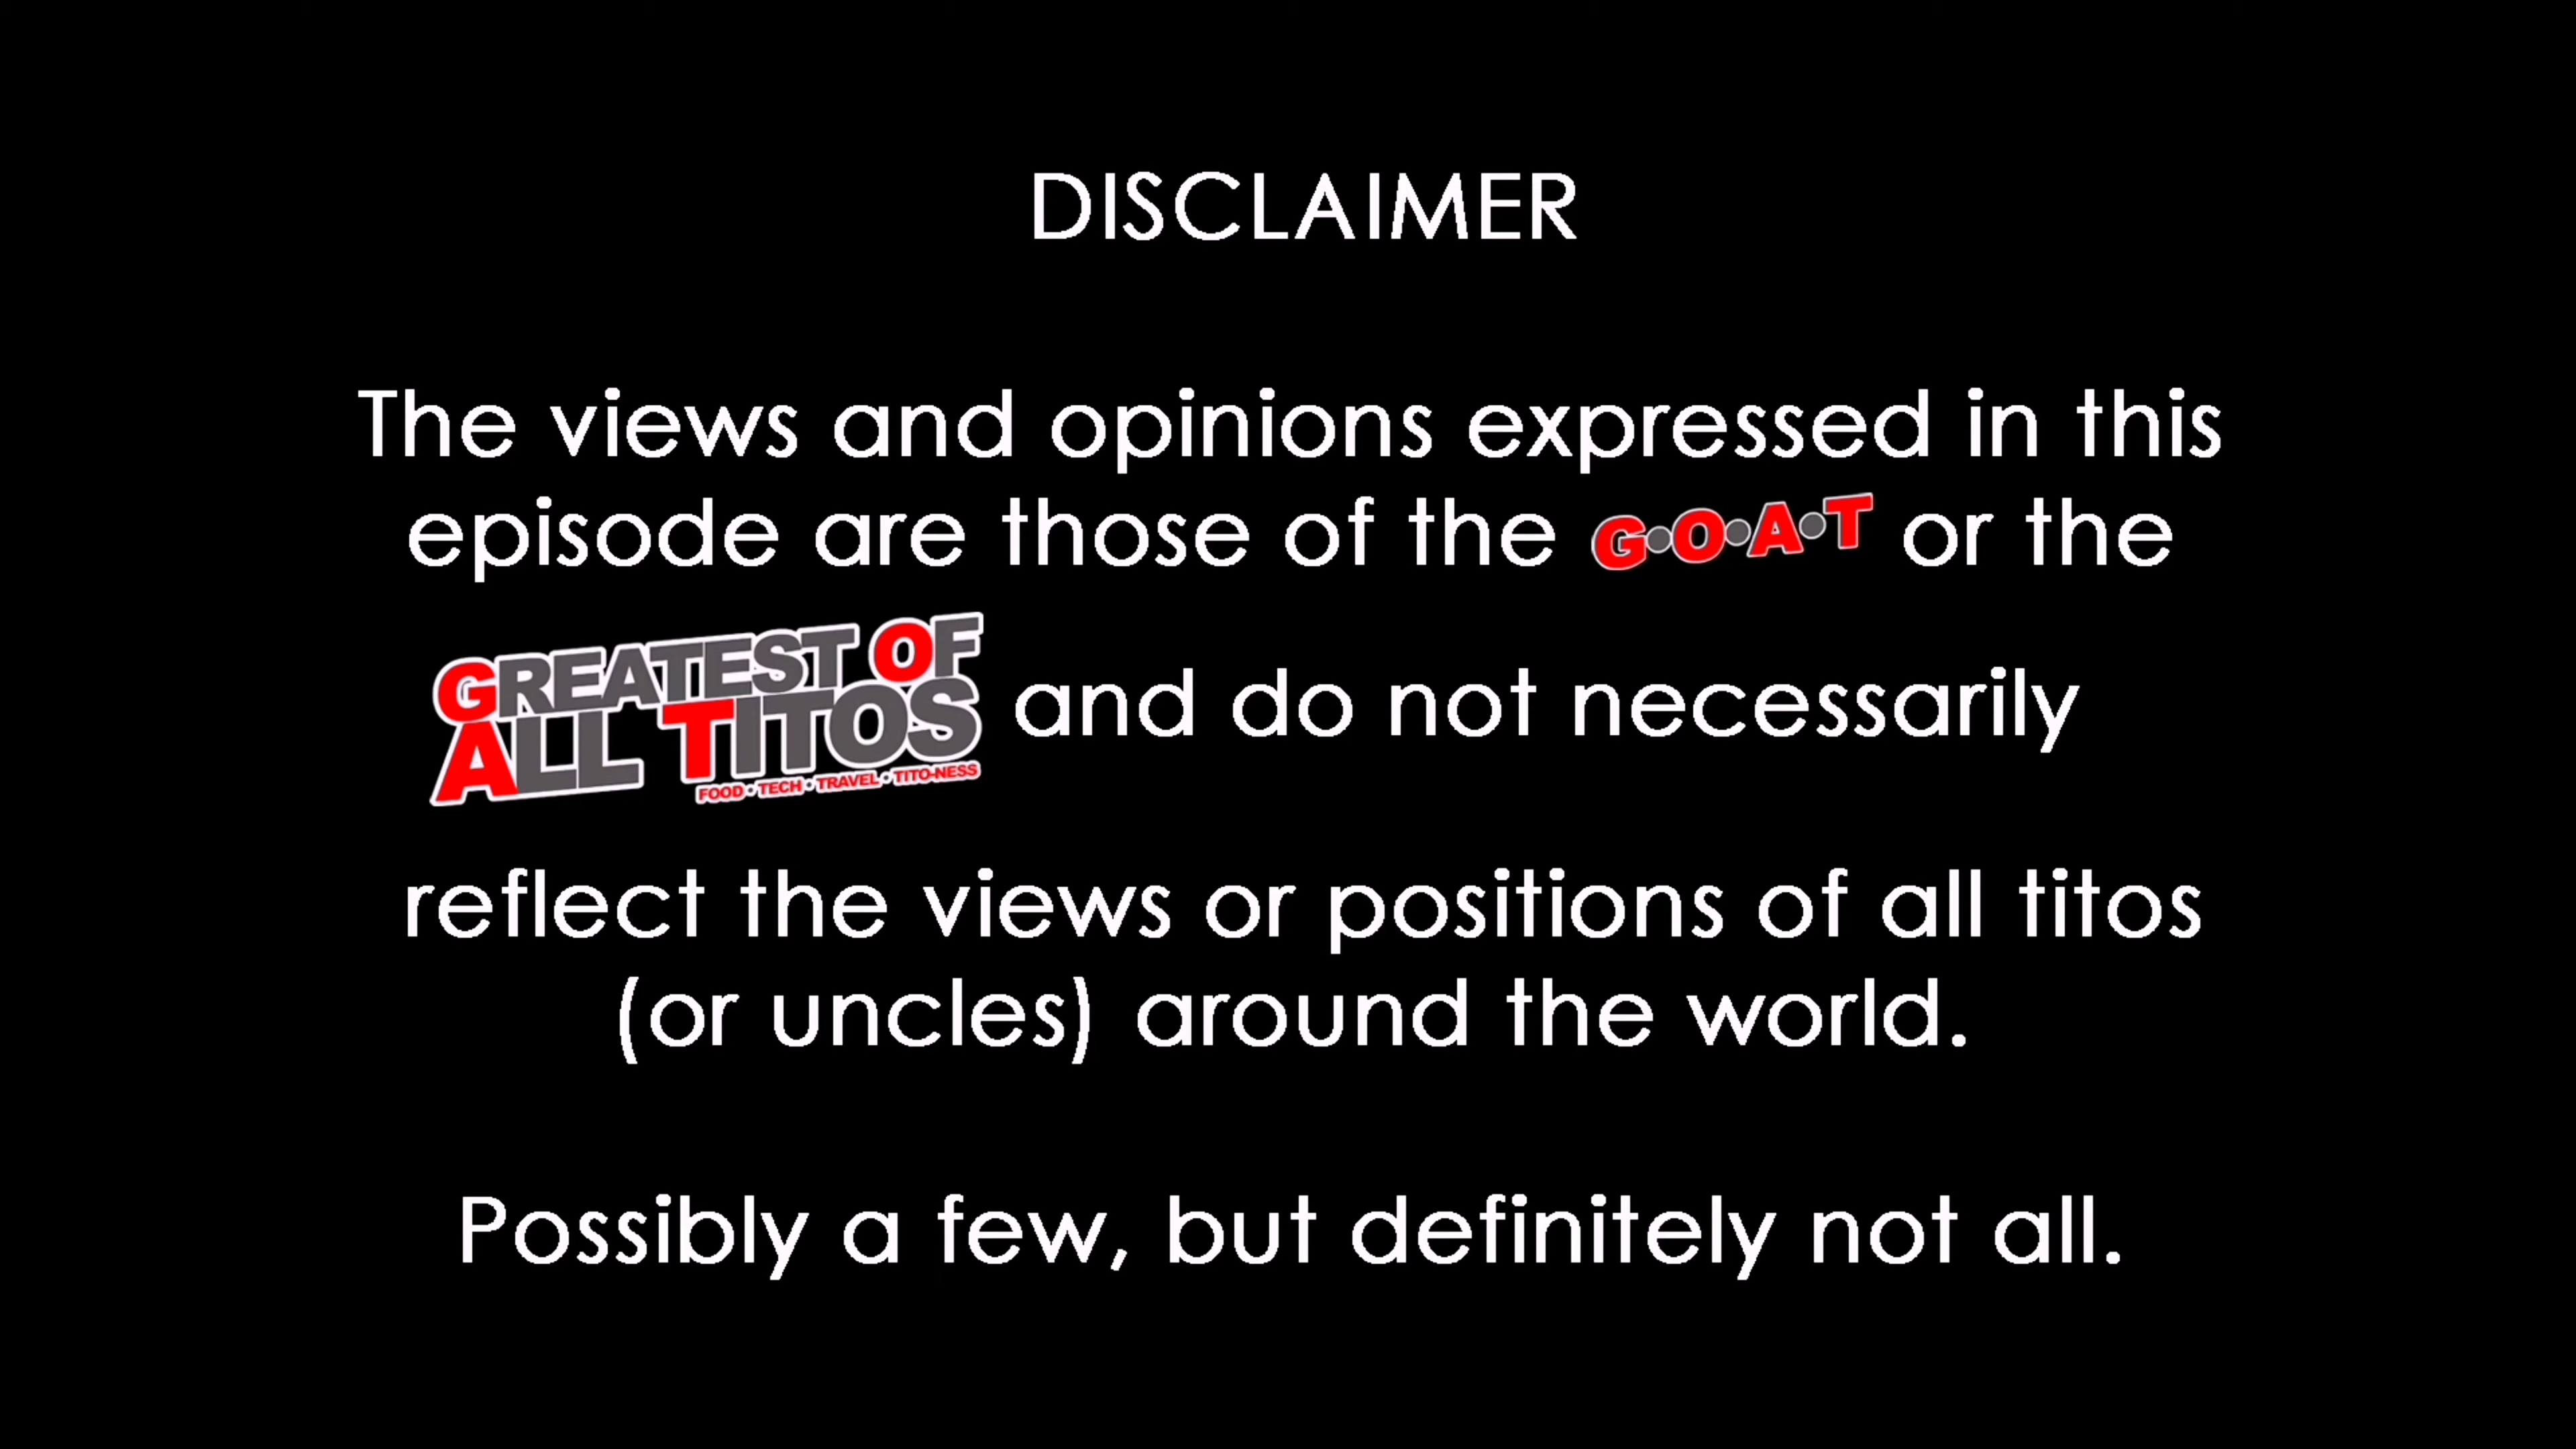 DISCLAIMER
The views and opinions expressed in this
episode are those of the G•O•A•T or the
GREATEST OF
ALL TITOS
FOOD • TECH • TRAVEL • TITO-NESS
and do not necessarily
reflect the views or positions of all titos
(or uncles) around the world.
Possibly a few, but definitely not all.